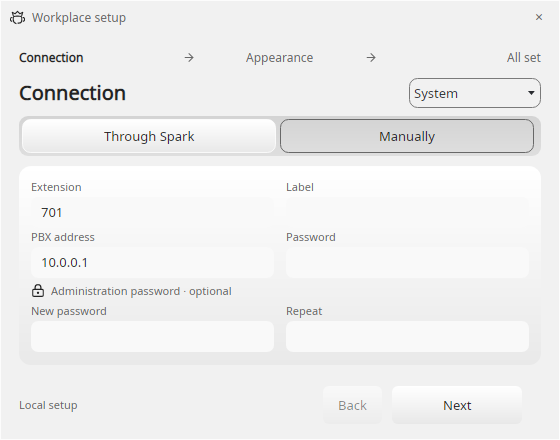 Workplace setup ×
Connection → Appearance → All set
Connection System
Through Spark Manually
Extension Label
701
PBX address Password
10.0.0.1
Administration password · optional
New password Repeat
Local setup Back Next